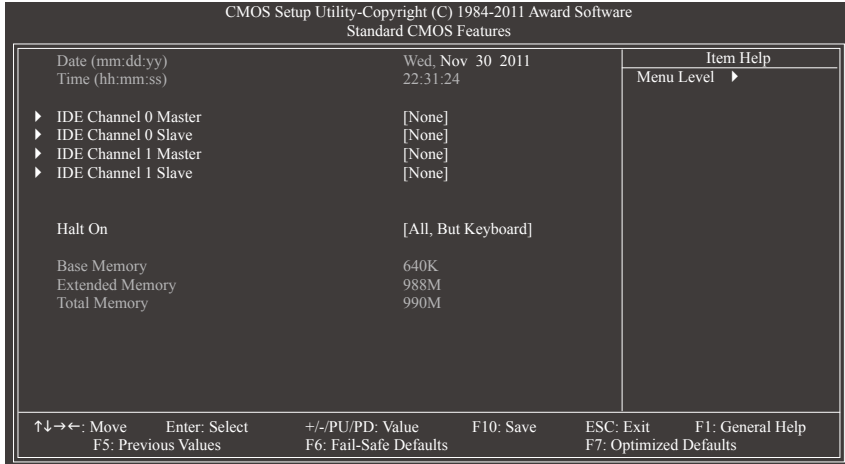 CMOS Setup Utility-Copyright (C) 1984-2011 Award Software
Standard CMOS Features
Date (mm:dd:yy) Wed, Nov 30 2011
Time (hh:mm:ss) 22:31:24
IDE Channel 0 Master [None]
IDE Channel 0 Slave [None]
IDE Channel 1 Master [None]
IDE Channel 1 Slave [None]
Halt On [All, But Keyboard]
Base Memory 640K
Extended Memory 988M
Total Memory 990M
Item Help
Menu Level
↑↓→←: Move Enter: Select +/-/PU/PD: Value F10: Save ESC: Exit F1: General Help
F5: Previous Values F6: Fail-Safe Defaults F7: Optimized Defaults